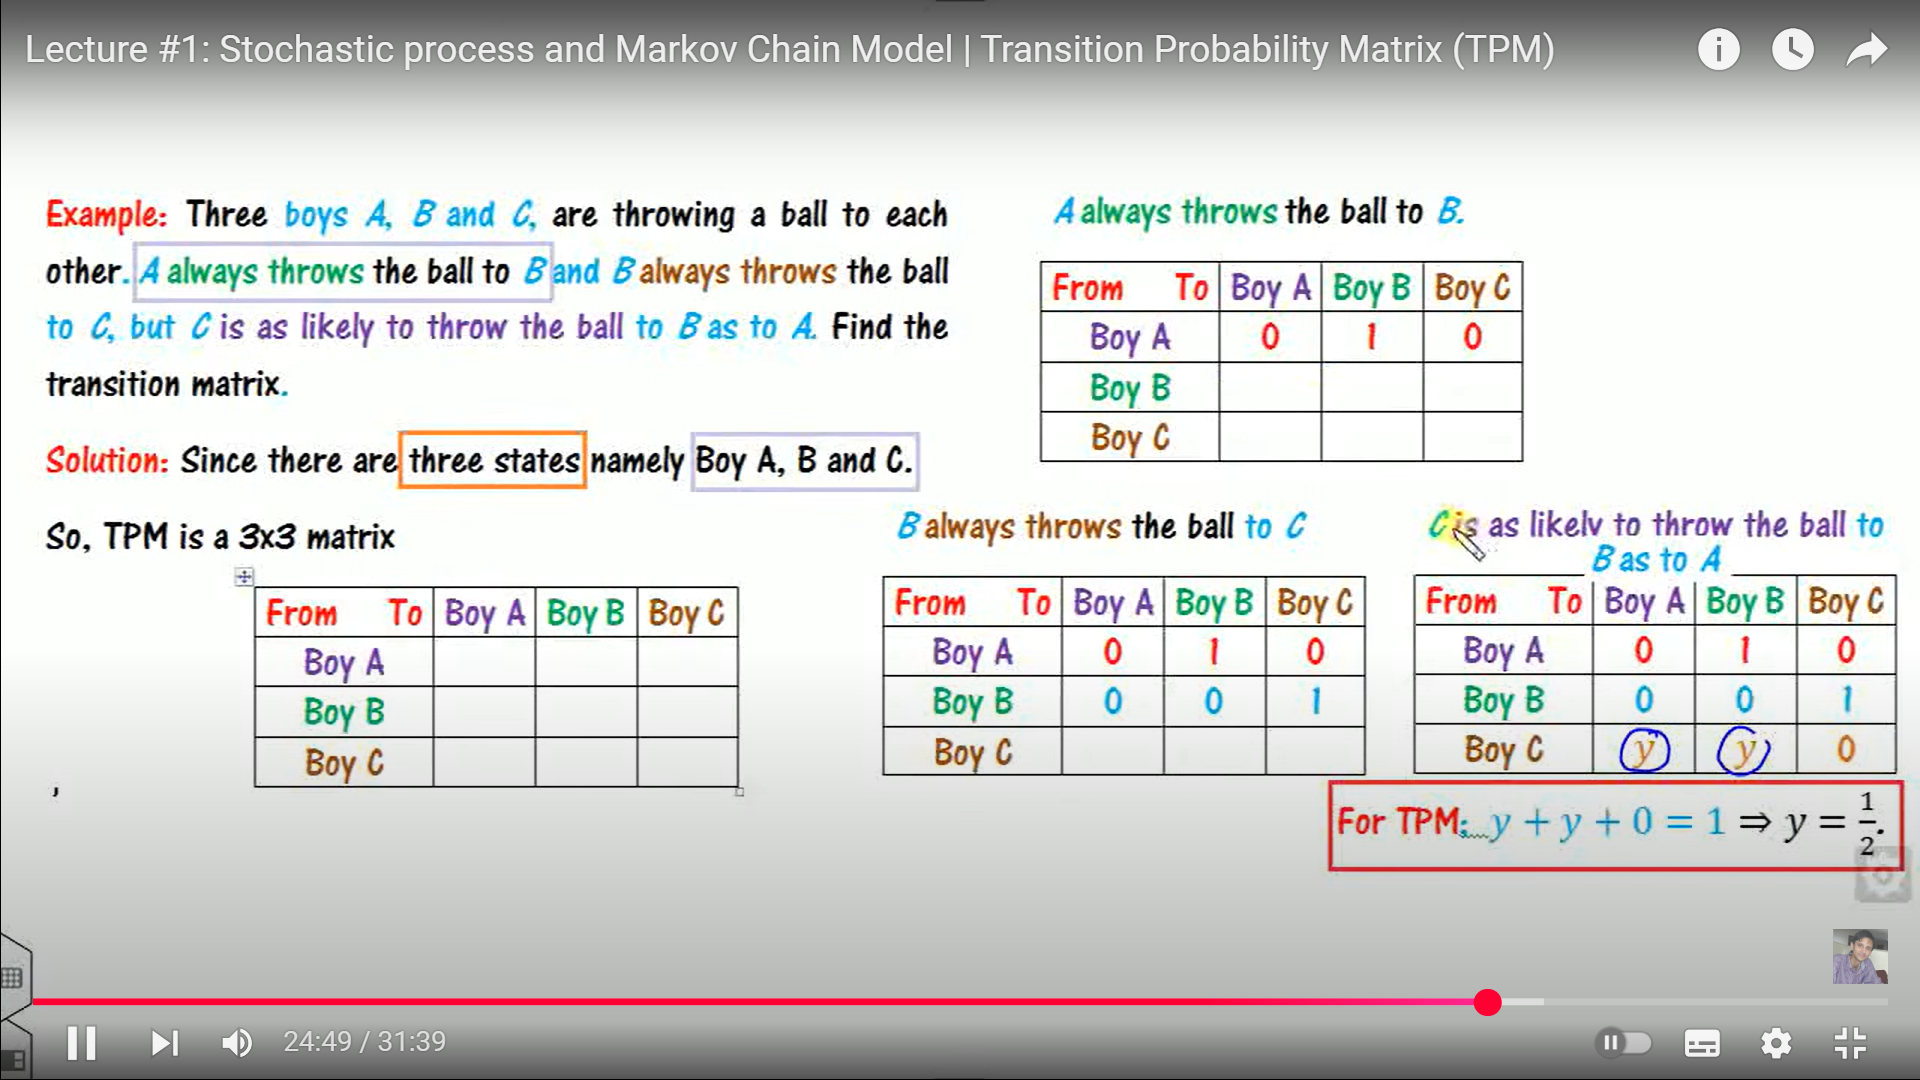 Lecture #1: Stochastic process and Markov Chain Model | Transition Probability Matrix (TPM)
Example: Three boys A, B and C, are throwing a ball to each
other. A always throws the ball to B and B always throws the ball
to C, but C is as likely to throw the ball to B as to A. Find the
transition matrix.
Solution: Since there are three states namely Boy A, B and C.
So, TPM is a 3x3 matrix
From To Boy A Boy B Boy C
Boy A
Boy B
Boy C
,
A always throws the ball to B.
From To Boy A Boy B Boy C
Boy A 0 1 0
Boy B
Boy C
B always throws the ball to C
From To Boy A Boy B Boy C
Boy A 0 1 0
Boy B 0 0 1
Boy C
C is as likely to throw the ball to
B as to A
From To Boy A Boy B Boy C
Boy A 0 1 0
Boy B 0 0 1
Boy C y y 0
For TPM: y + y + 0 = 1 ⇒ y = 1/2.
24:49 / 31:39